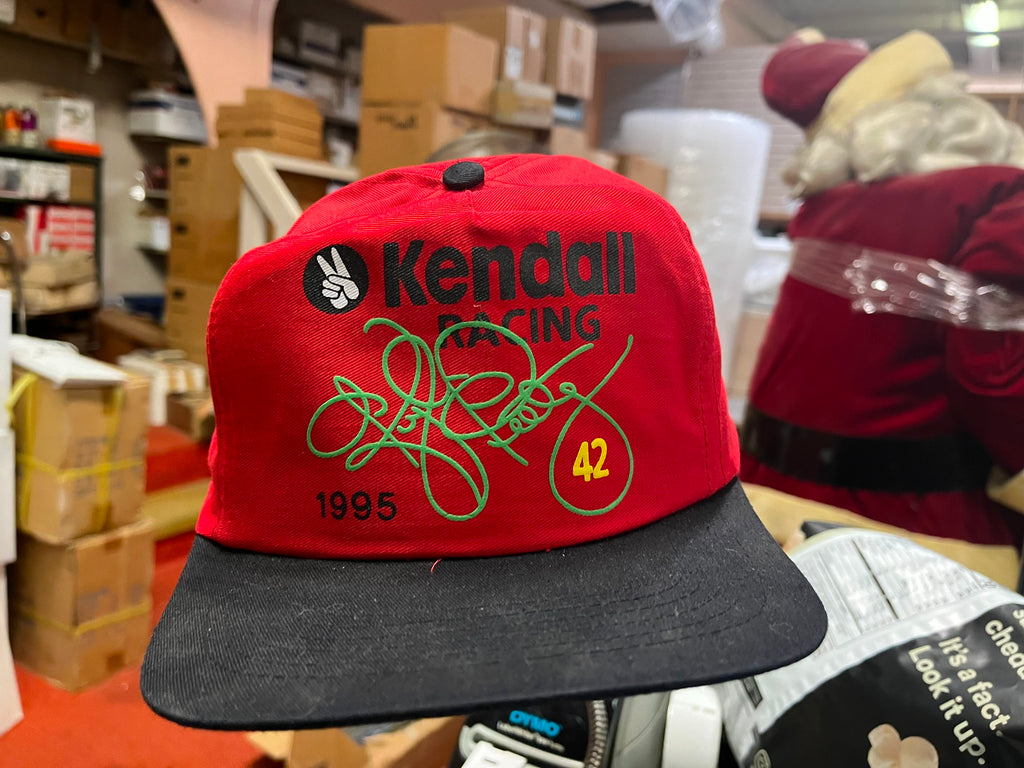 Kendall
RACING
42
1995
DYMO
It's a fact.
Look it up.